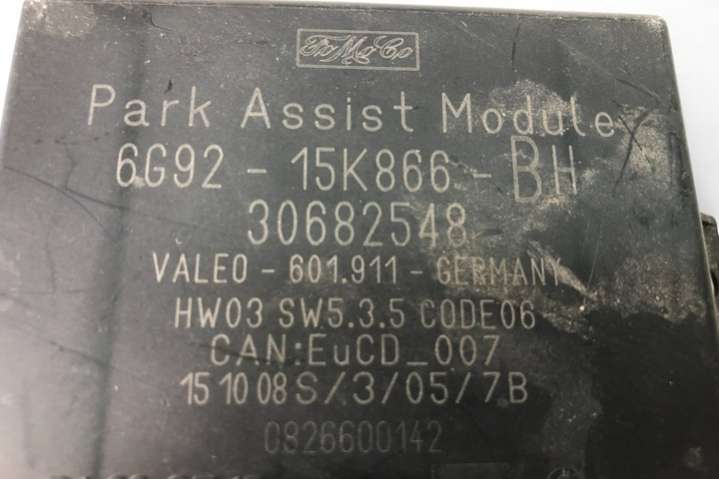 FoMoCo
Park Assist Module
6G92 - 15K866 - BH
30682548
VALEO - 601.911 - GERMANY
HW03 SW5.3.5 CODE06
CAN:EuCD_007
15 10 08 S/3/05/7B
0826600142